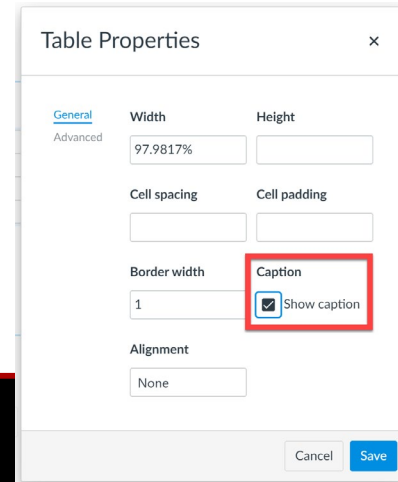 Table Properties ×
General
Advanced
Width Height
97.9817%
Cell spacing Cell padding
Border width Caption
1 Show caption
Alignment
None
Cancel Save